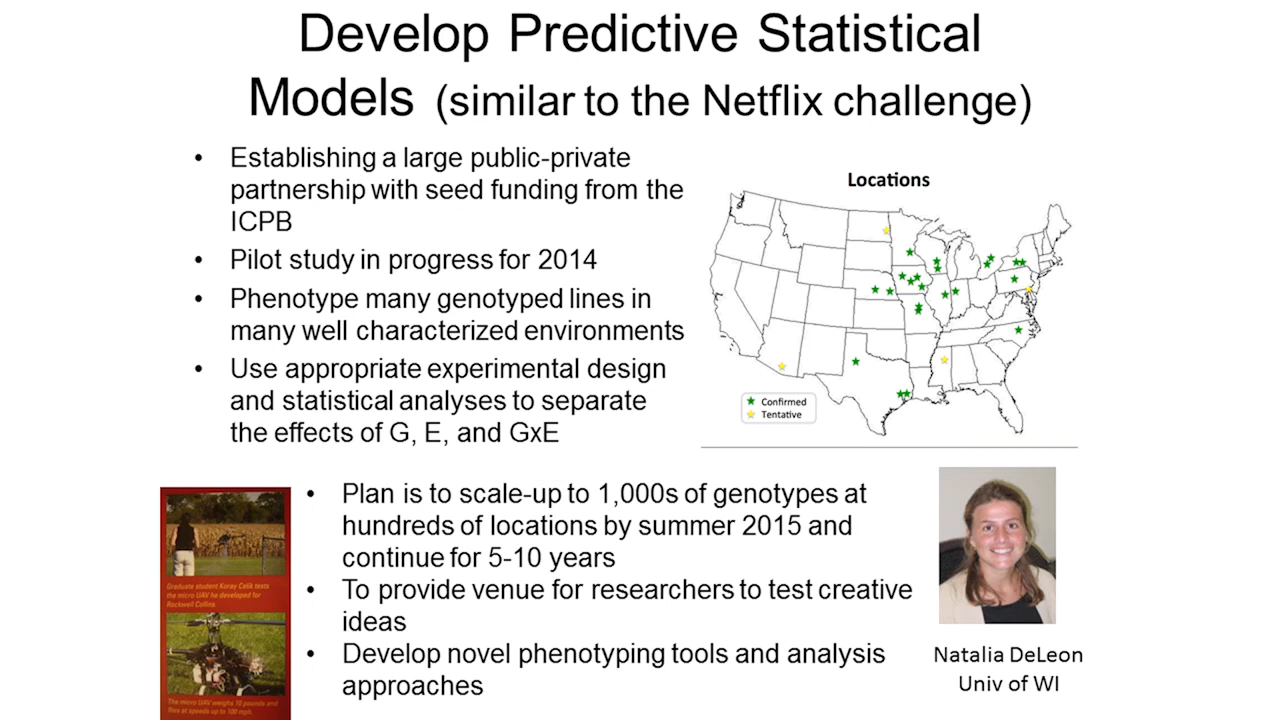 Develop Predictive Statistical
Models (similar to the Netflix challenge)
• Establishing a large public-private
partnership with seed funding from the
ICPB
• Pilot study in progress for 2014
• Phenotype many genotyped lines in
many well characterized environments
• Use appropriate experimental design
and statistical analyses to separate
the effects of G, E, and GxE
Locations
Confirmed
Tentative
• Plan is to scale-up to 1,000s of genotypes at
hundreds of locations by summer 2015 and
continue for 5-10 years
• To provide venue for researchers to test creative
ideas
• Develop novel phenotyping tools and analysis
approaches
Graduate student Koray Celik tests
the micro UAV he developed for
Rockwell Collins.
The micro UAV weighs 10 pounds and
flies at speeds up to 100 mph.
Natalia DeLeon
Univ of WI